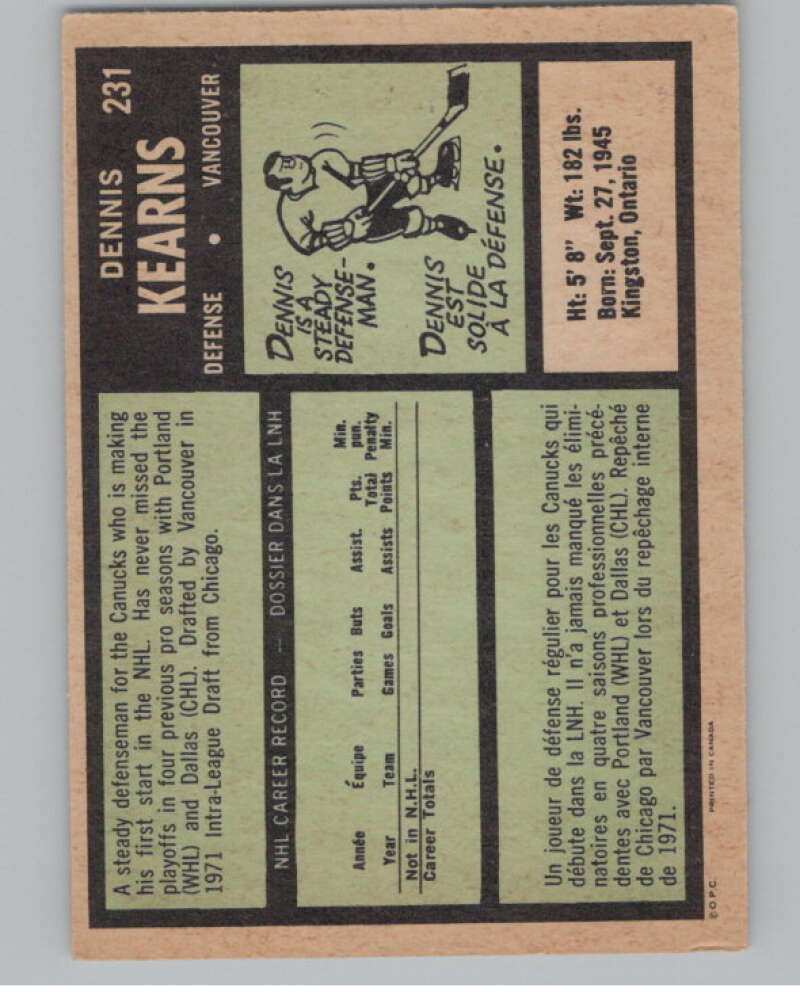 DENNIS 231
KEARNS
DEFENSE • VANCOUVER
A steady defenseman for the Canucks who is making
his first start in the NHL. Has never missed the
playoffs in four previous pro seasons with Portland
(WHL) and Dallas (CHL). Drafted by Vancouver in
1971 Intra-League Draft from Chicago.
DENNIS
IS A
STEADY
DEFENSE-
MAN.
DENNIS
EST
SOLIDE
À LA DÉFENSE.
NHL CAREER RECORD — DOSSIER DANS LA LNH
Année Équipe Parties Buts Assist. Pts. Min. pun.
Year Team Games Goals Assists Total Points Penalty Min.
Not in N.H.L.
Career Totals
Ht: 5' 8" Wt: 182 lbs.
Born: Sept. 27, 1945
Kingston, Ontario
Un joueur de défense régulier pour les Canucks qui
débute dans la LNH. Il n'a jamais manqué les élimi-
natoires en quatre saisons professionnelles précé-
dentes avec Portland (WHL) et Dallas (CHL). Repêché
de Chicago par Vancouver lors du repêchage interne
de 1971.
© O.P.C. PRINTED IN CANADA